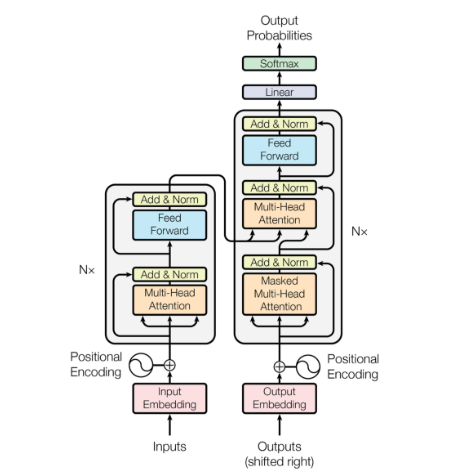 Output
Probabilities
Softmax
Linear
Add & Norm
Feed
Forward
Add & Norm
Multi-Head
Attention
Add & Norm
Masked
Multi-Head
Attention
N×
Positional
Encoding
Output
Embedding
Outputs
(shifted right)
Add & Norm
Feed
Forward
Add & Norm
Multi-Head
Attention
N×
Positional
Encoding
Input
Embedding
Inputs